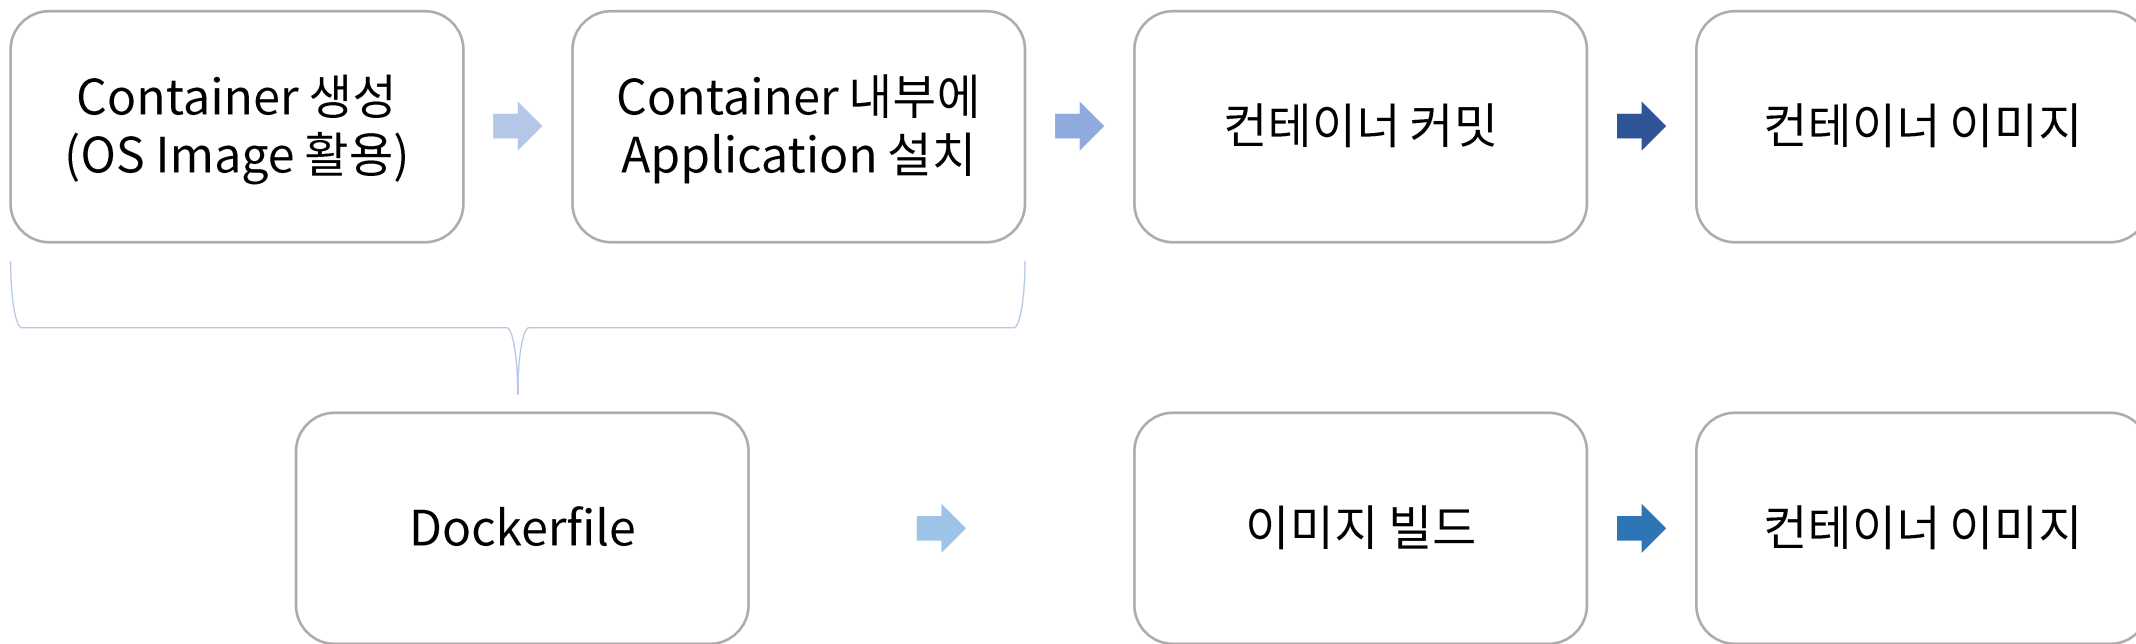 Container 생성
(OS Image 활용)
Container 내부에
Application 설치
컨테이너 커밋
컨테이너 이미지
Dockerfile
이미지 빌드
컨테이너 이미지